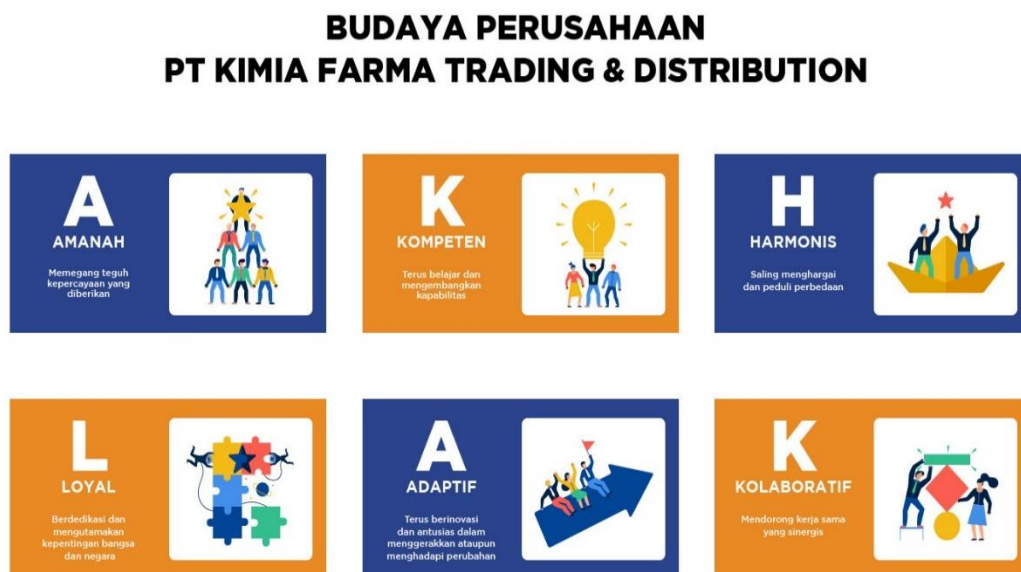 BUDAYA PERUSAHAAN
PT KIMIA FARMA TRADING & DISTRIBUTION
A
AMANAH
Memegang teguh
kepercayaan yang
diberikan
K
KOMPETEN
Terus belajar dan
mengembangkan
kapabilitas
H
HARMONIS
Saling menghargai
dan peduli perbedaan
L
LOYAL
Berdedikasi dan
mengutamakan
kepentingan bangsa
dan negara
A
ADAPTIF
Terus berinovasi
dan antusias dalam
menggerakkan ataupun
menghadapi perubahan
K
KOLABORATIF
Mendorong kerja sama
yang sinergis